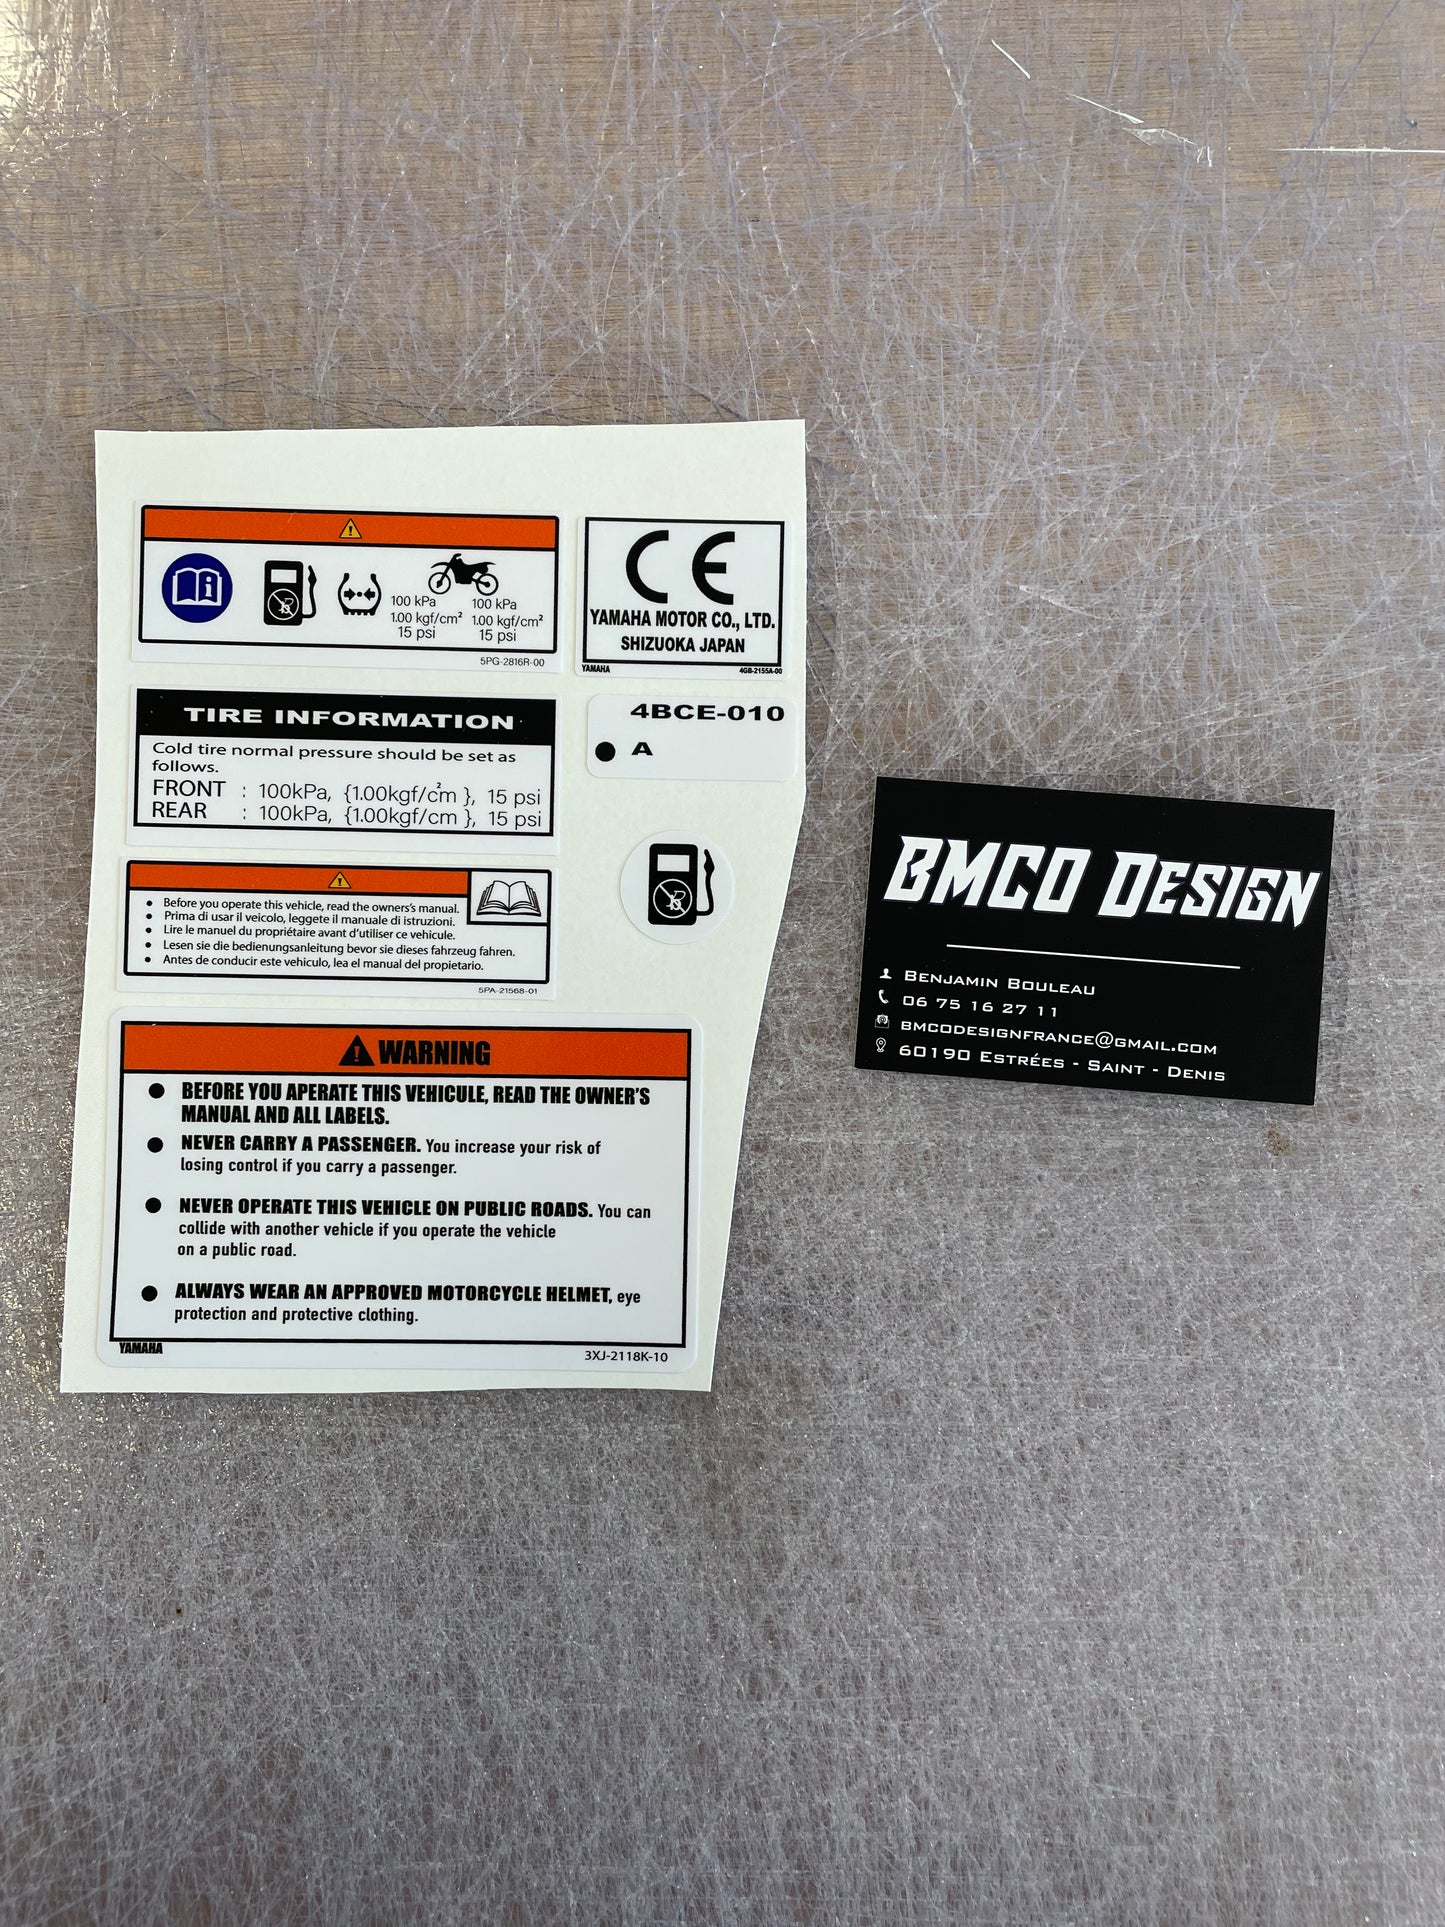 100 kPa 100 kPa
1.00 kgf/cm² 1.00 kgf/cm²
15 psi 15 psi
5PG-2816R-00
CE
YAMAHA MOTOR CO., LTD.
SHIZUOKA JAPAN
YAMAHA 4GB-2155A-00
TIRE INFORMATION
Cold tire normal pressure should be set as
follows.
FRONT : 100kPa, {1.00kgf/cm² }, 15 psi
REAR : 100kPa, {1.00kgf/cm }, 15 psi
4BCE-010
● A
• Before you operate this vehicle, read the owners's manual.
• Prima di usar il veicolo, leggete il manuale di istruzioni.
• Lire le manuel du propriétaire avant d'utiliser ce vehicule.
• Lesen sie die bedienungsanleitung bevor sie dieses fahrzeug fahren.
• Antes de conducir este vehiculo, lea el manual del propietario.
5PA-21568-01
WARNING
● BEFORE YOU APERATE THIS VEHICULE, READ THE OWNER'S
MANUAL AND ALL LABELS.
● NEVER CARRY A PASSENGER. You increase your risk of
losing control if you carry a passenger.
● NEVER OPERATE THIS VEHICLE ON PUBLIC ROADS. You can
collide with another vehicle if you operate the vehicle
on a public road.
● ALWAYS WEAR AN APPROVED MOTORCYCLE HELMET, eye
protection and protective clothing.
YAMAHA 3XJ-2118K-10
BMCO DESIGN
BENJAMIN BOULEAU
06 75 16 27 11
BMCODESIGNFRANCE@GMAIL.COM
60190 ESTRÉES - SAINT - DENIS